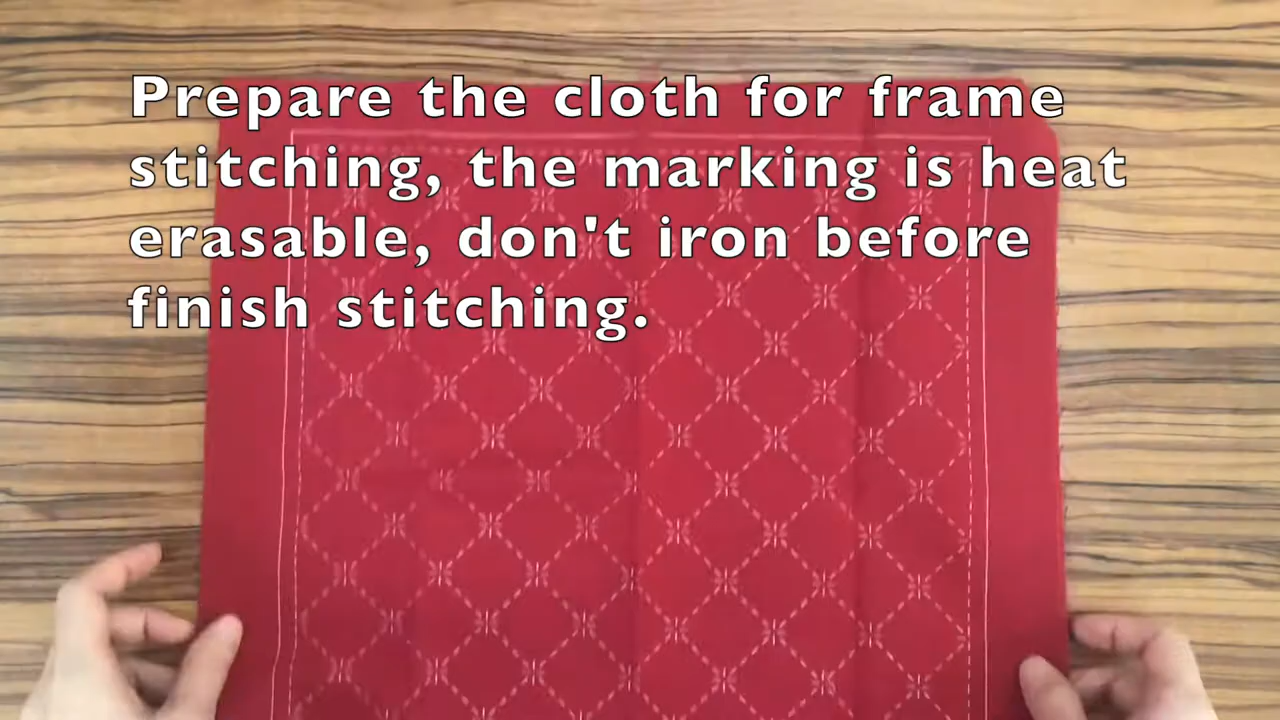 Prepare the cloth for frame
stitching, the marking is heat
erasable, don't iron before
finish stitching.